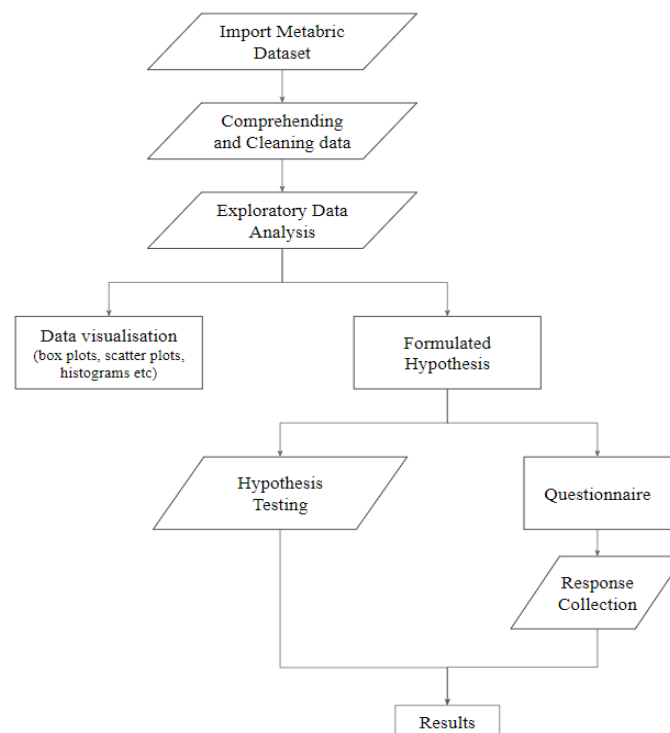 Import Metabric
Dataset
Comprehending
and Cleaning data
Exploratory Data
Analysis
Data visualisation
(box plots, scatter plots,
histograms etc)
Formulated
Hypothesis
Hypothesis
Testing
Questionnaire
Response
Collection
Results